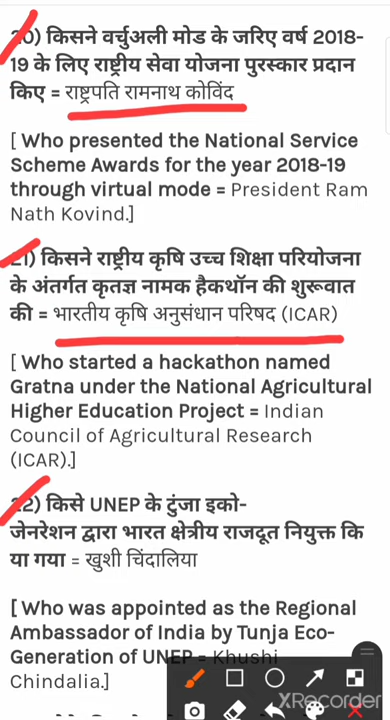 20) किसने वर्चुअली मोड के जरिए वर्ष 2018-
19 के लिए राष्ट्रीय सेवा योजना पुरस्कार प्रदान
किए = राष्ट्रपति रामनाथ कोविंद
[ Who presented the National Service
Scheme Awards for the year 2018-19
through virtual mode = President Ram
Nath Kovind.]
21) किसने राष्ट्रीय कृषि उच्च शिक्षा परियोजना
के अंतर्गत कृतज्ञ नामक हैकथॉन की शुरूवात
की = भारतीय कृषि अनुसंधान परिषद (ICAR)
[ Who started a hackathon named
Gratna under the National Agricultural
Higher Education Project = Indian
Council of Agricultural Research
(ICAR).]
22) किसे UNEP के टुंजा इको-
जेनरेशन द्वारा भारत क्षेत्रीय राजदूत नियुक्त कि
या गया = खुशी चिंदालिया
[ Who was appointed as the Regional
Ambassador of India by Tunja Eco-
Generation of UNEP = Khushi
Chindalia.]
XRecorder